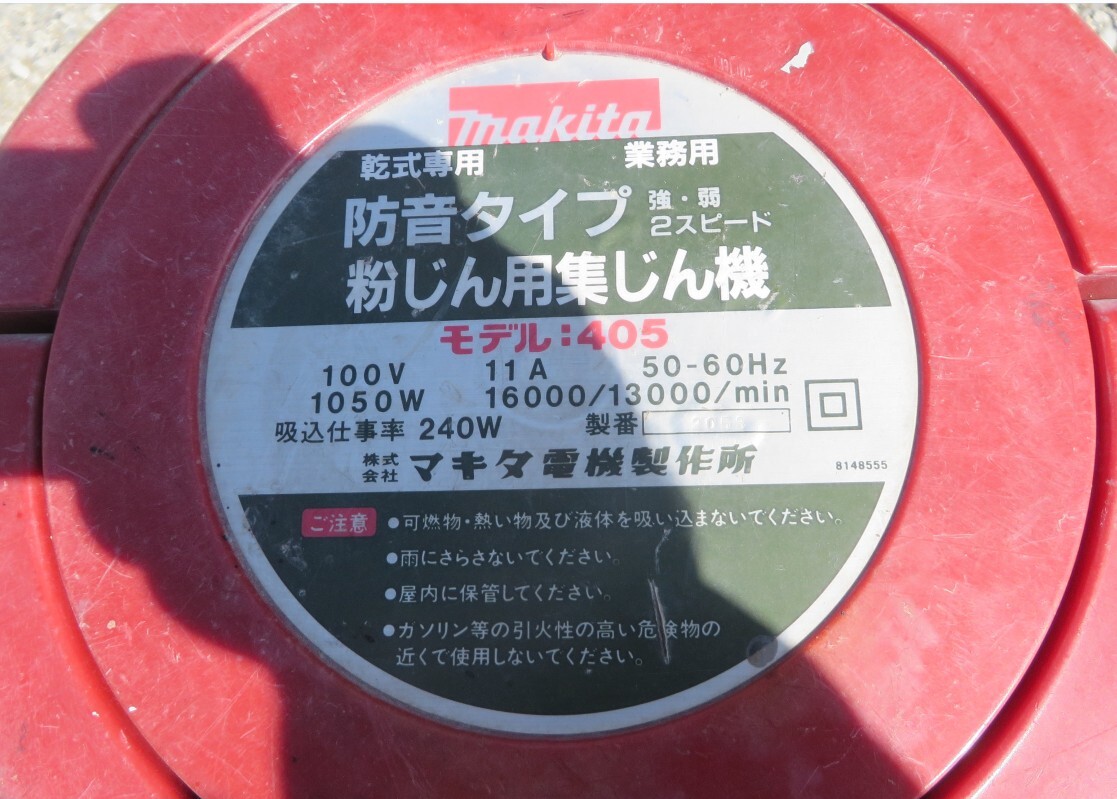 makita
乾式専用 業務用
防音タイプ 強・弱
2スピード
粉じん用集じん機
モデル:405
100V 11A 50-60Hz
1050W 16000/13000/min
吸込仕事率 240W 製番
株式会社 マキタ電機製作所
8148555
ご注意 ●可燃物・熱い物及び液体を吸い込まないでください。
●雨にさらさないでください。
●屋内に保管してください。
●ガソリン等の引火性の高い危険物の
近くで使用しないでください。